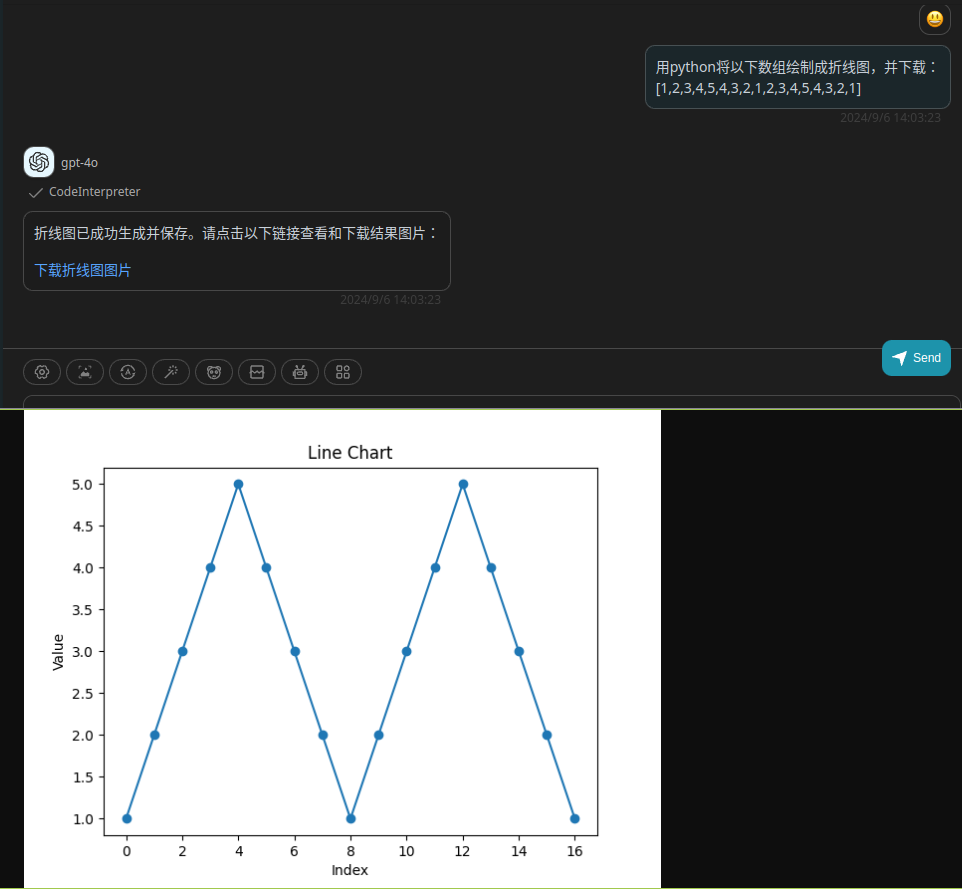 用python将以下数组绘制成折线图，并下载：
[1,2,3,4,5,4,3,2,1,2,3,4,5,4,3,2,1]
2024/9/6 14:03:23
gpt-4o
CodeInterpreter
折线图已成功生成并保存。请点击以下链接查看和下载结果图片：
下载折线图图片
2024/9/6 14:03:23
Send
Line Chart
5.0
4.5
4.0
3.5
3.0
2.5
2.0
1.5
1.0
Value
0 2 4 6 8 10 12 14 16
Index